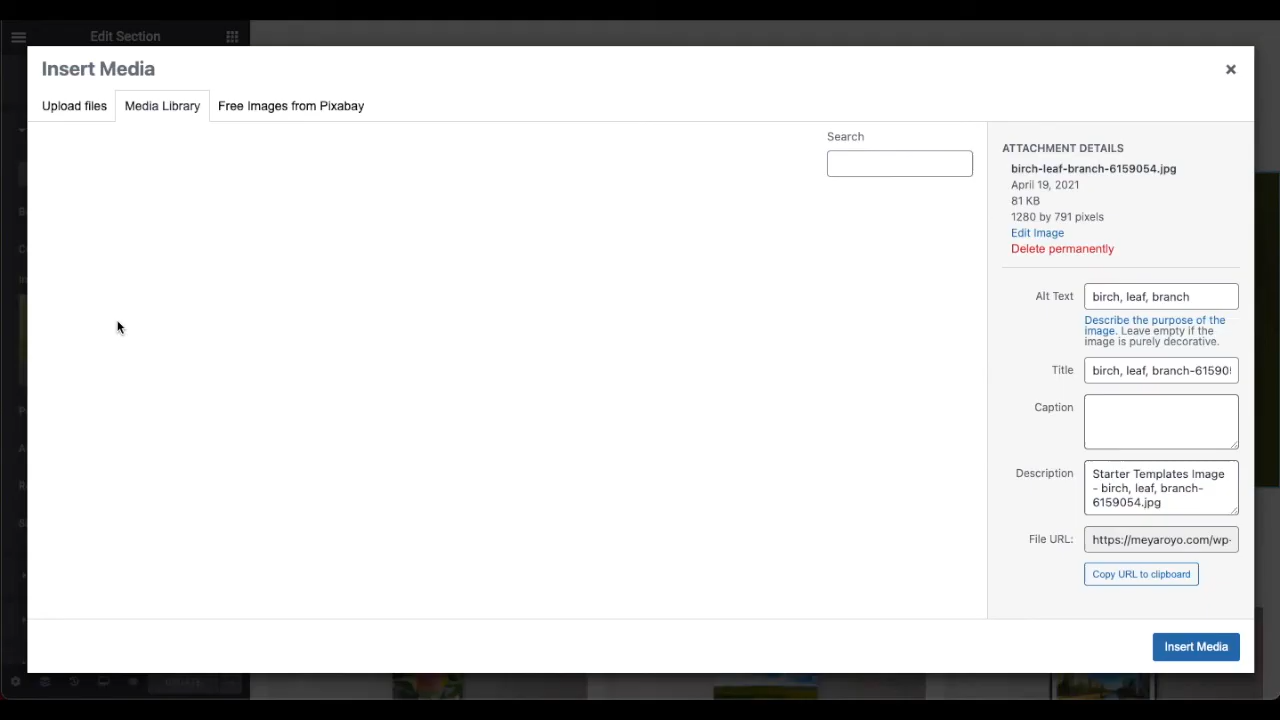 Edit Section
Insert Media
Upload files
Media Library
Free Images from Pixabay
Search
ATTACHMENT DETAILS
birch-leaf-branch-6159054.jpg
April 19, 2021
81 KB
1280 by 791 pixels
Edit Image
Delete permanently
Alt Text
birch, leaf, branch
Describe the purpose of the
image. Leave empty if the
image is purely decorative.
Title
birch, leaf, branch-61590
Caption
Description
Starter Templates Image
- birch, leaf, branch-
6159054.jpg
File URL:
https://meyaroyo.com/wp-
Copy URL to clipboard
Insert Media